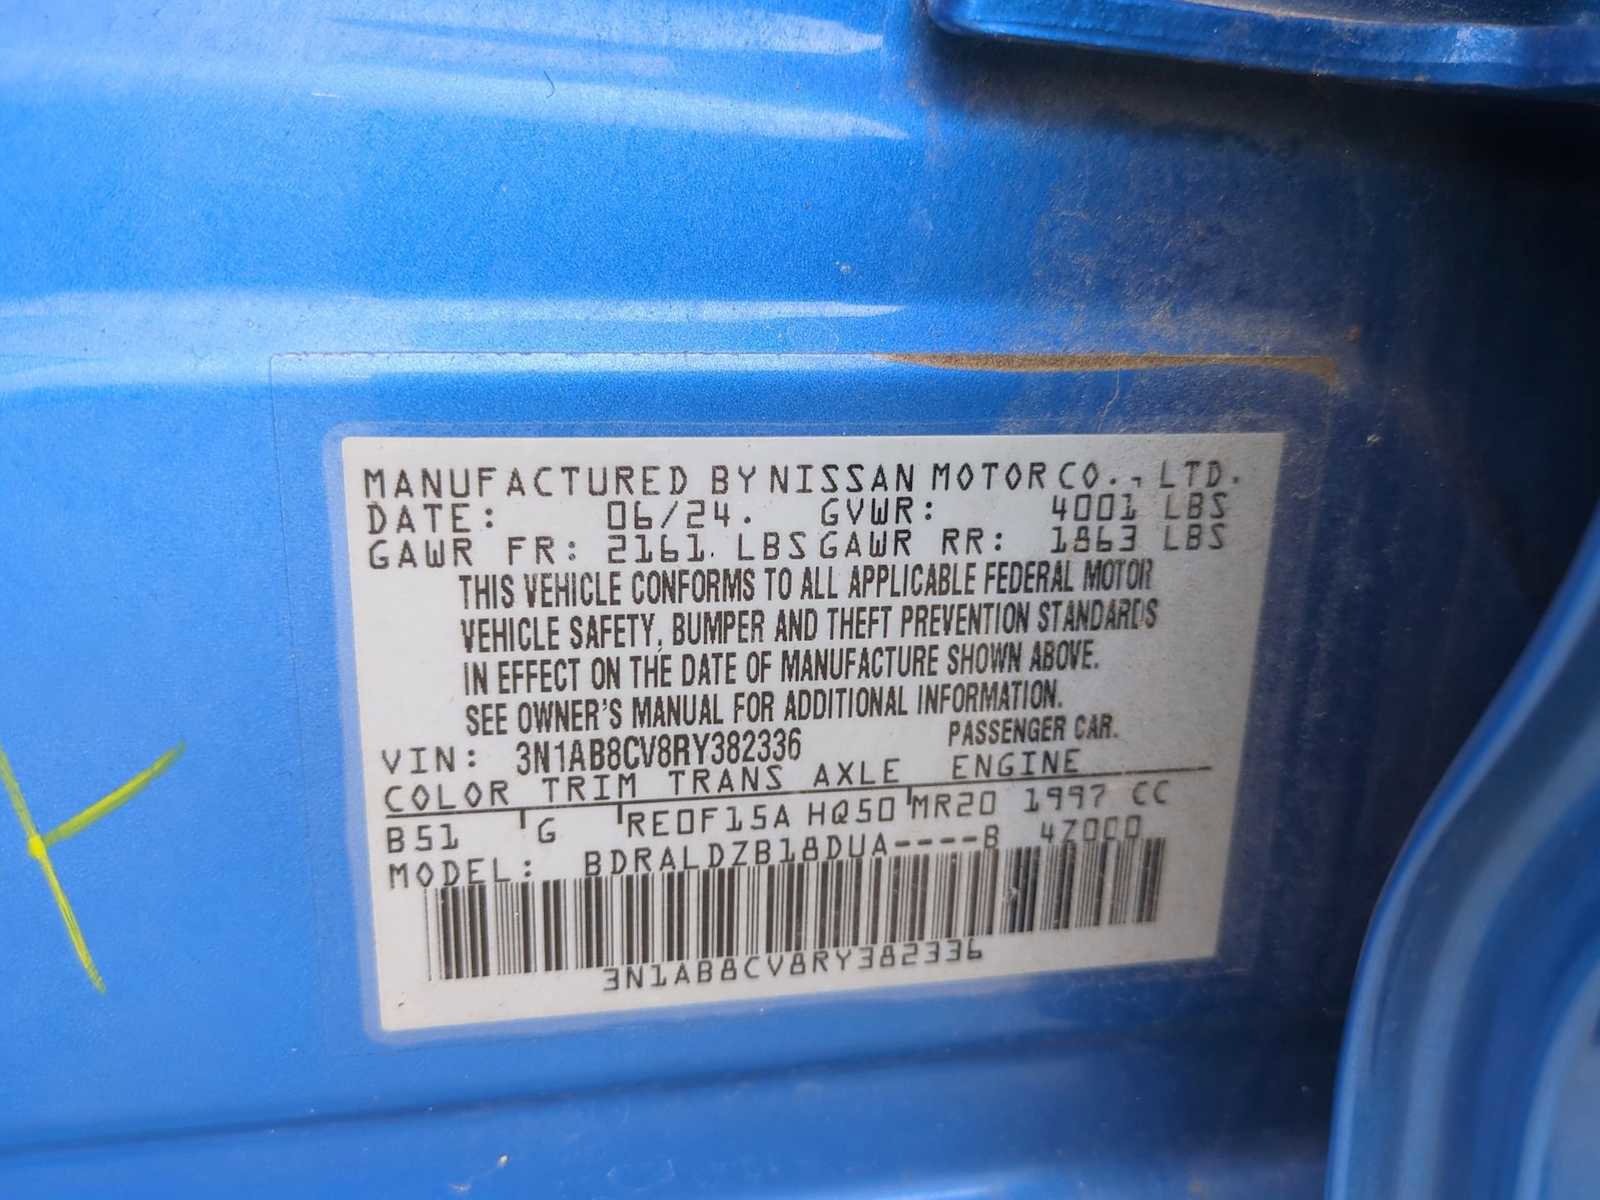 MANUFACTURED BY NISSAN MOTOR CO., LTD.
DATE: 06/24. GVWR: 4001 LBS
GAWR FR: 2161. LBS GAWR RR: 1863 LBS
THIS VEHICLE CONFORMS TO ALL APPLICABLE FEDERAL MOTOR
VEHICLE SAFETY, BUMPER AND THEFT PREVENTION STANDARDS
IN EFFECT ON THE DATE OF MANUFACTURE SHOWN ABOVE.
SEE OWNER'S MANUAL FOR ADDITIONAL INFORMATION.
VIN: 3N1AB8CV8RY382336 PASSENGER CAR.
COLOR TRIM TRANS AXLE ENGINE
B51 G RE0F15A HQ50 MR20 1997 CC
MODEL: BDRALDZB18DUA----B 4Z000
3N1AB8CV8RY382336